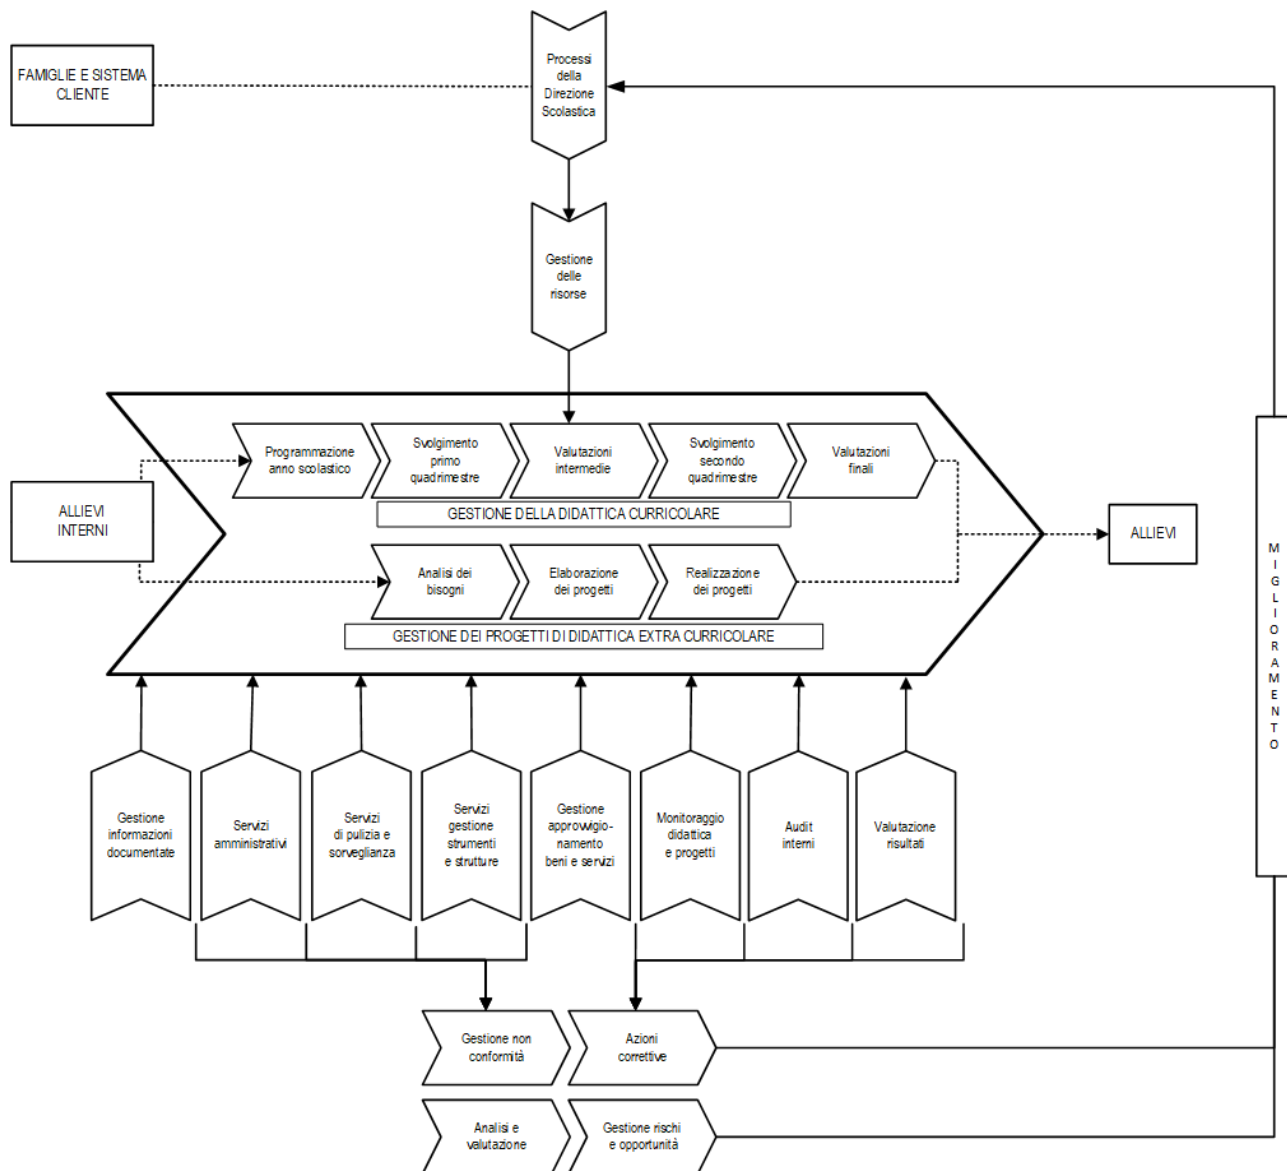 Processi
della
Direzione
Scolastica
FAMIGLIE E SISTEMA
CLIENTE
Gestione
delle
risorse
Programmazione
anno scolastico
Svolgimento
primo
quadrimestre
Valutazioni
intermedie
Svolgimento
secondo
quadrimestre
Valutazioni
finali
GESTIONE DELLA DIDATTICA CURRICOLARE
ALLIEVI
INTERNI
ALLIEVI
Analisi dei
bisogni
Elaborazione
dei progetti
Realizzazione
dei progetti
GESTIONE DEI PROGETTI DI DIDATTICA EXTRA CURRICOLARE
MIGLIORAMENTO
Gestione
informazioni
documentate
Servizi
amministrativi
Servizi
di pulizia e
sorveglianza
Servizi
gestione
strumenti
e strutture
Gestione
approvvigio-
namento
beni e servizi
Monitoraggio
didattica
e progetti
Audit
interni
Valutazione
risultati
Gestione non
conformità
Azioni
correttive
Analisi e
valutazione
Gestione rischi
e opportunità